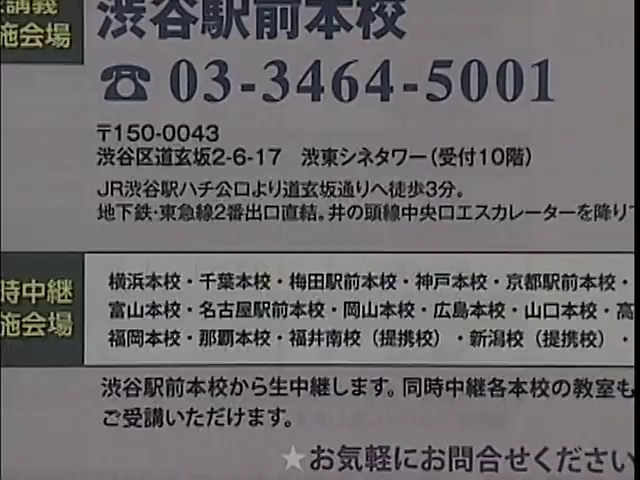 講義
施会場
渋谷駅前本校
☎03-3464-5001
〒150-0043
渋谷区道玄坂2-6-17 渋東シネタワー(受付10階)
JR渋谷駅ハチ公口より道玄坂通りへ徒歩3分。
地下鉄・東急線2番出口直結。井の頭線中央口エスカレーターを降りて
時中継
施会場
横浜本校・千葉本校・梅田駅前本校・神戸本校・京都駅前本校・
富山本校・名古屋駅前本校・岡山本校・広島本校・山口本校・高
福岡本校・那覇本校・福井南校(提携校)・新潟校(提携校)・
渋谷駅前本校から生中継します。同時中継各本校の教室も
ご受講いただけます。
★お気軽にお問合せください